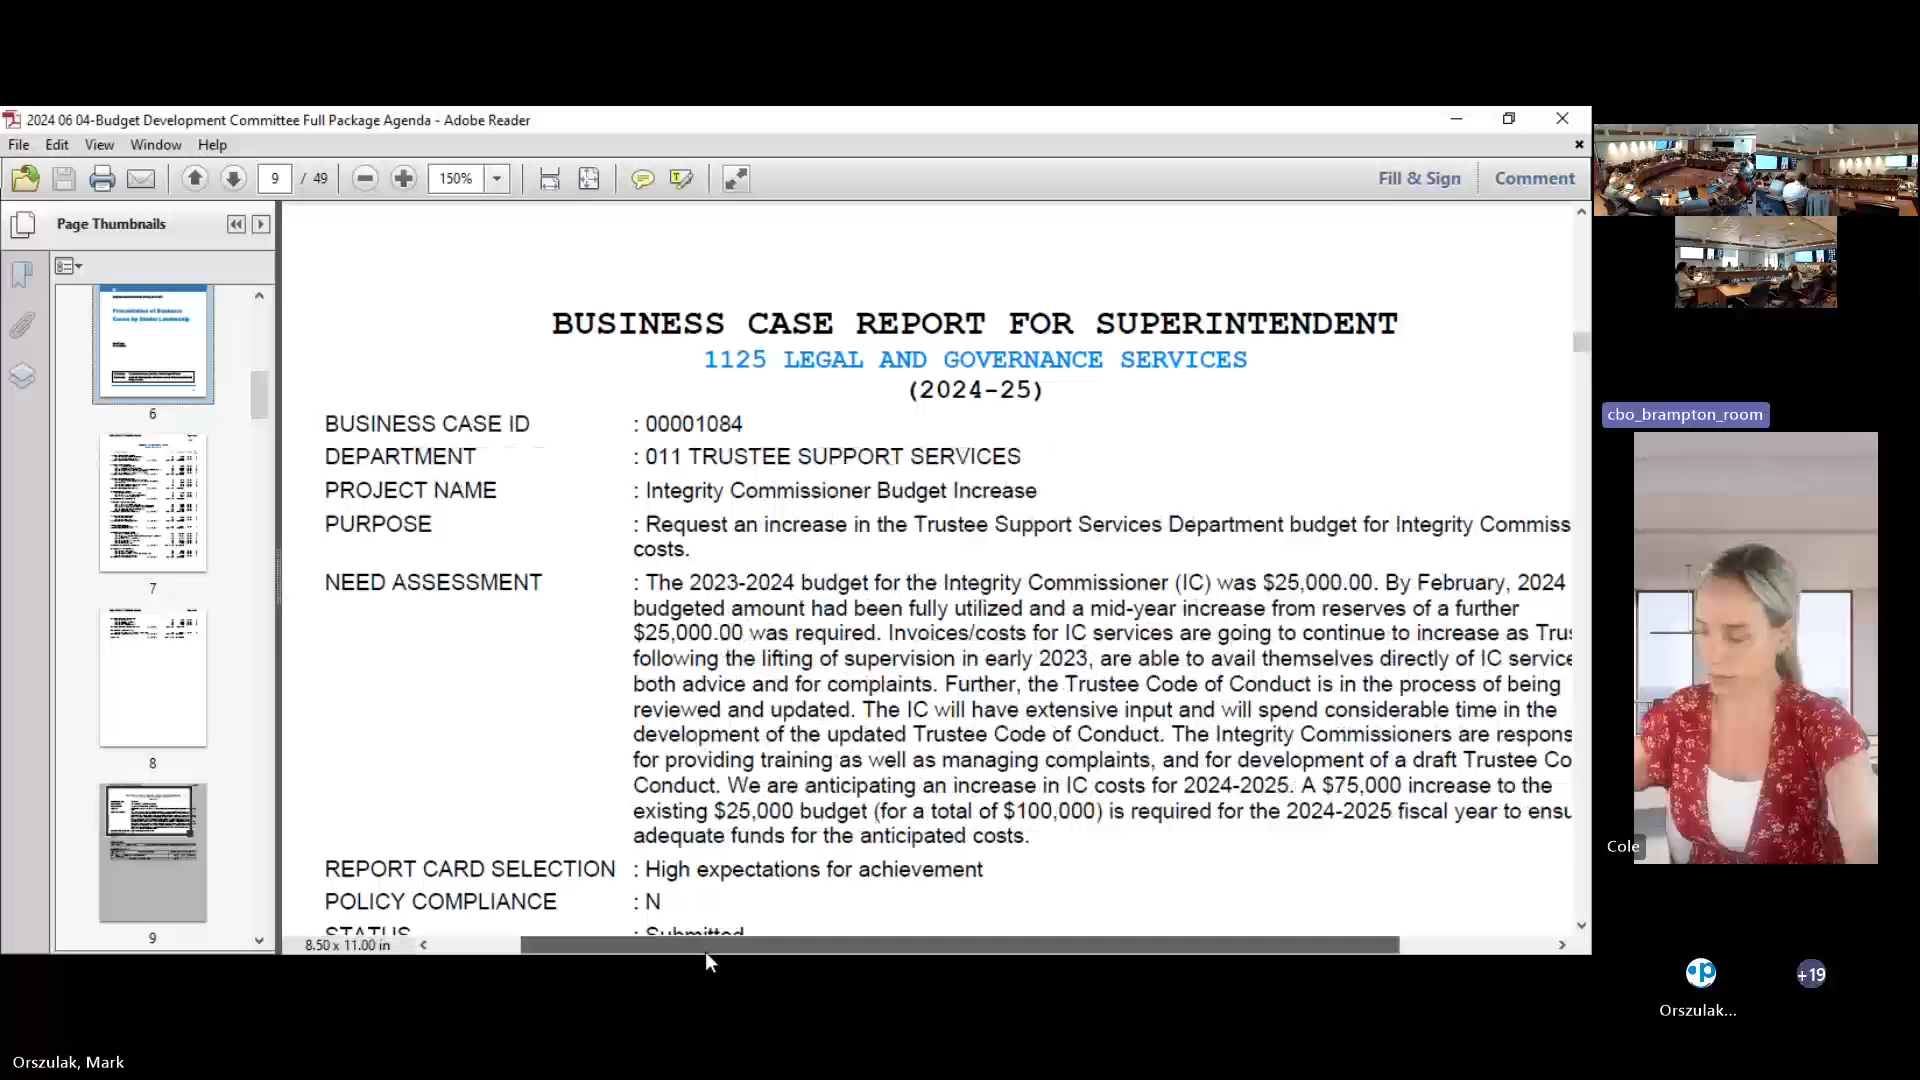 2024 06 04-Budget Development Committee Full Package Agenda - Adobe Reader
File Edit View Window Help
9 / 49 150% Fill & Sign Comment
Page Thumbnails
6
7
8
9
BUSINESS CASE REPORT FOR SUPERINTENDENT
1125 LEGAL AND GOVERNANCE SERVICES
(2024-25)
BUSINESS CASE ID : 00001084
DEPARTMENT : 011 TRUSTEE SUPPORT SERVICES
PROJECT NAME : Integrity Commissioner Budget Increase
PURPOSE : Request an increase in the Trustee Support Services Department budget for Integrity Commiss
costs.
NEED ASSESSMENT : The 2023-2024 budget for the Integrity Commissioner (IC) was $25,000.00. By February, 2024
budgeted amount had been fully utilized and a mid-year increase from reserves of a further
$25,000.00 was required. Invoices/costs for IC services are going to continue to increase as Trus
following the lifting of supervision in early 2023, are able to avail themselves directly of IC service
both advice and for complaints. Further, the Trustee Code of Conduct is in the process of being
reviewed and updated. The IC will have extensive input and will spend considerable time in the
development of the updated Trustee Code of Conduct. The Integrity Commissioners are respons
for providing training as well as managing complaints, and for development of a draft Trustee Co
Conduct. We are anticipating an increase in IC costs for 2024-2025. A $75,000 increase to the
existing $25,000 budget (for a total of $100,000) is required for the 2024-2025 fiscal year to ensu
adequate funds for the anticipated costs.
REPORT CARD SELECTION : High expectations for achievement
POLICY COMPLIANCE : N
STATUS : Submitted
8.50 x 11.00 in
cbo_brampton_room
Cole
+19
Orszulak...
Orszulak, Mark